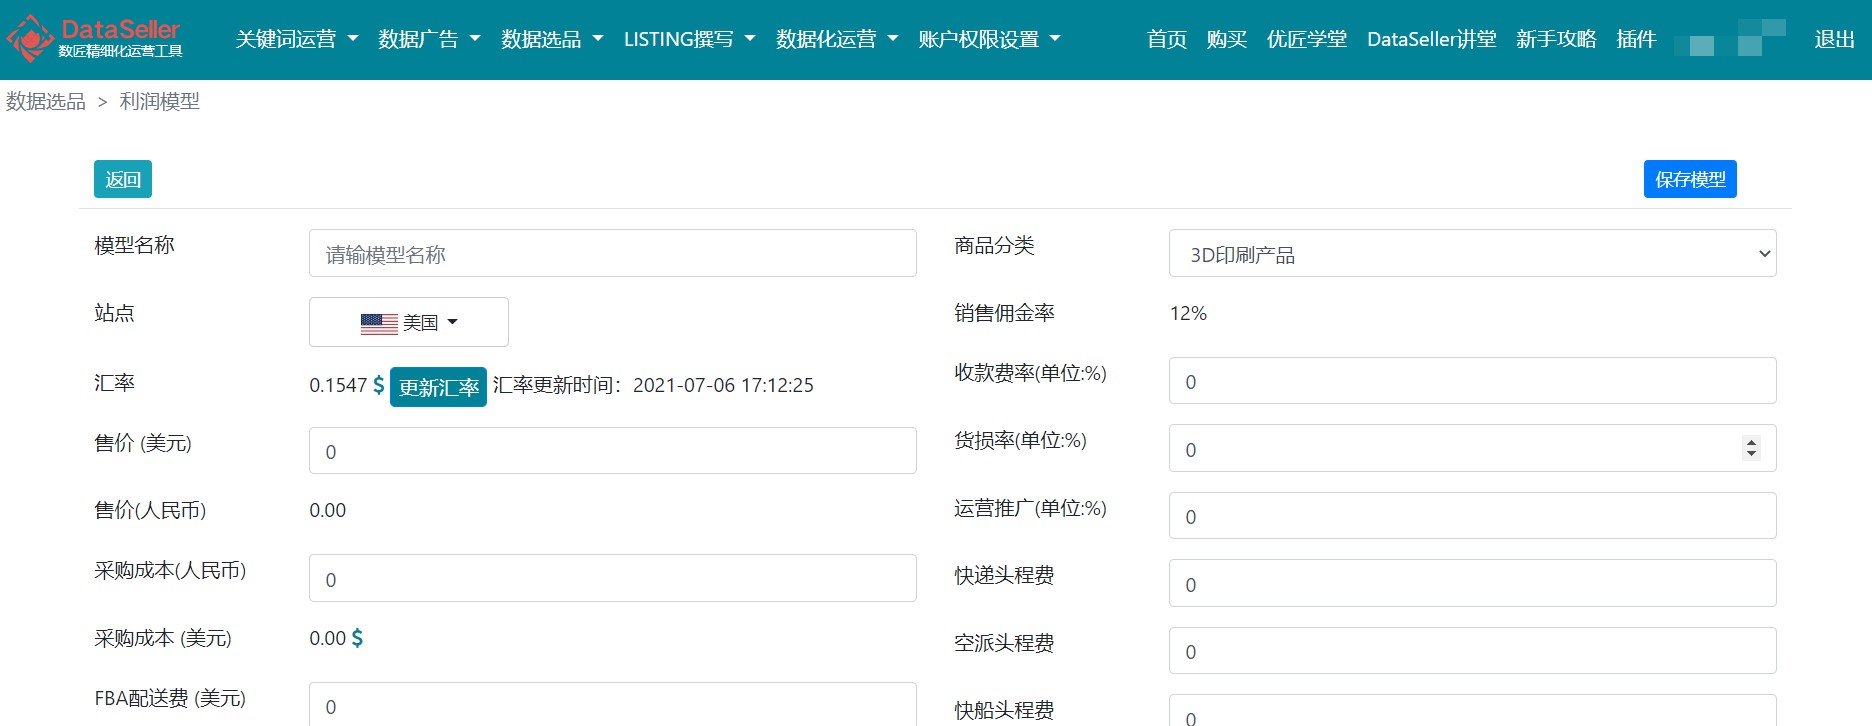 DataSeller
数匠精细化运营工具
关键词运营 数据广告 数据选品 LISTING撰写 数据化运营 账户权限设置 首页 购买 优匠学堂 DataSeller讲堂 新手攻略 插件 退出
数据选品 > 利润模型
返回 保存模型
模型名称 请输模型名称 商品分类 3D印刷产品
站点 美国 销售佣金率 12%
汇率 0.1547 $ 更新汇率 汇率更新时间：2021-07-06 17:12:25 收款费率(单位:%) 0
售价 (美元) 0 货损率(单位:%) 0
售价(人民币) 0.00 运营推广(单位:%) 0
采购成本(人民币) 0 快递头程费 0
采购成本 (美元) 0.00 $ 空派头程费 0
FBA配送费 (美元) 0 快船头程费 0